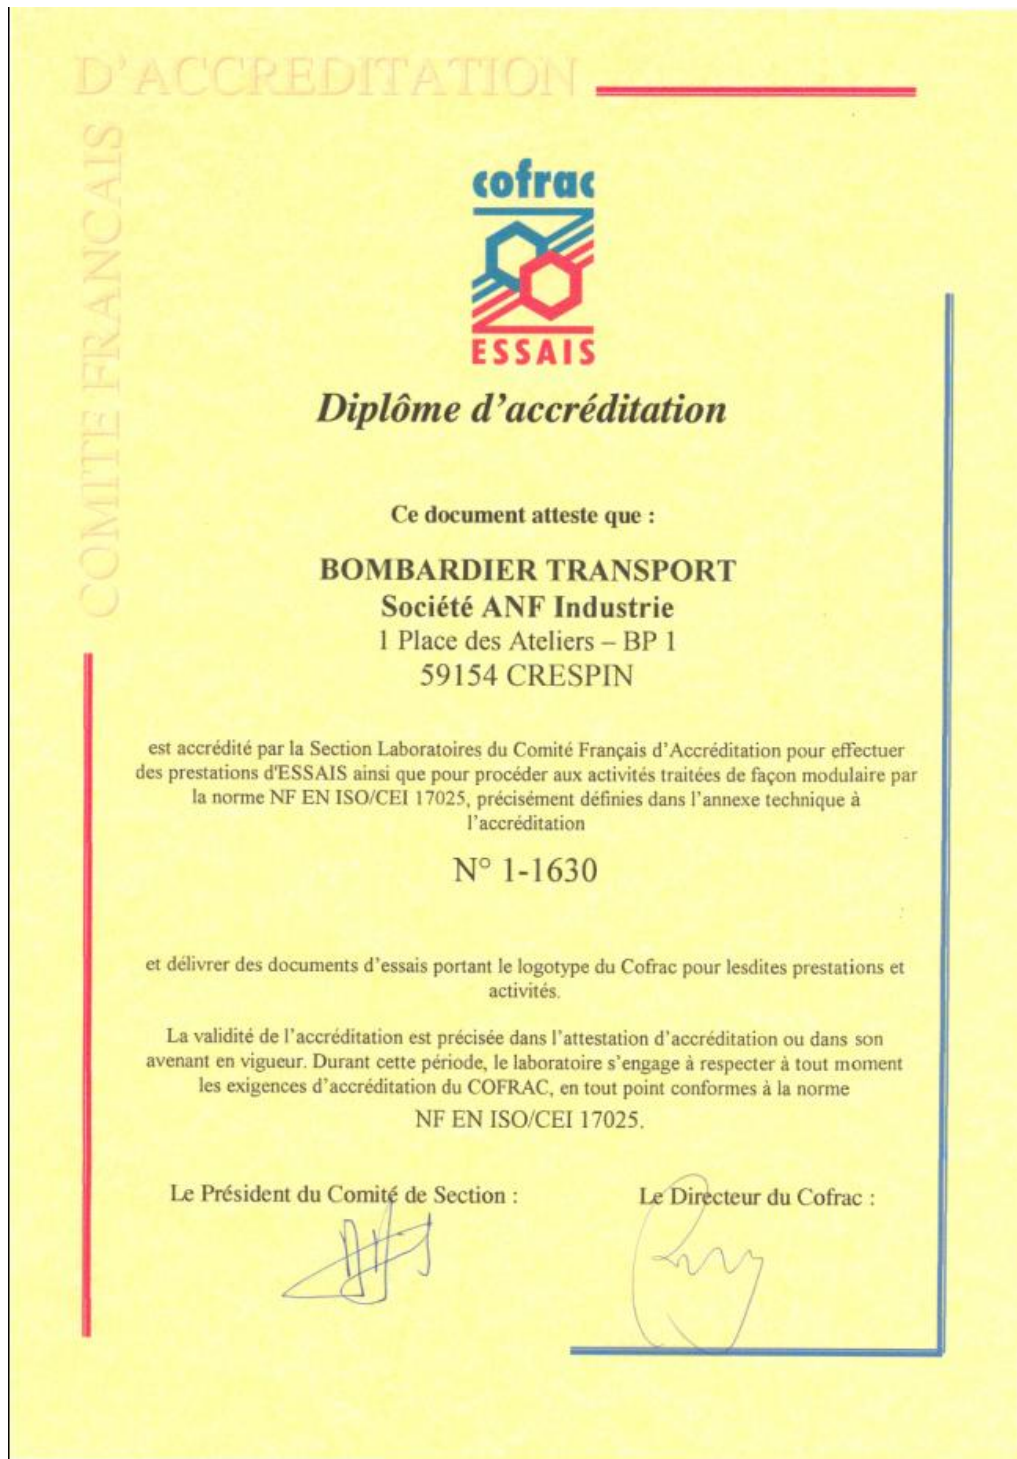 D'ACCREDITATION
COMITE FRANCAIS
cofrac
ESSAIS
Diplôme d'accréditation
Ce document atteste que :
BOMBARDIER TRANSPORT
Société ANF Industrie
1 Place des Ateliers – BP 1
59154 CRESPIN
est accrédité par la Section Laboratoires du Comité Français d'Accréditation pour effectuer
des prestations d'ESSAIS ainsi que pour procéder aux activités traitées de façon modulaire par
la norme NF EN ISO/CEI 17025, précisément définies dans l'annexe technique à
l'accréditation
N° 1-1630
et délivrer des documents d'essais portant le logotype du Cofrac pour lesdites prestations et
activités.
La validité de l'accréditation est précisée dans l'attestation d'accréditation ou dans son
avenant en vigueur. Durant cette période, le laboratoire s'engage à respecter à tout moment
les exigences d'accréditation du COFRAC, en tout point conformes à la norme
NF EN ISO/CEI 17025.
Le Président du Comité de Section :
Le Directeur du Cofrac :